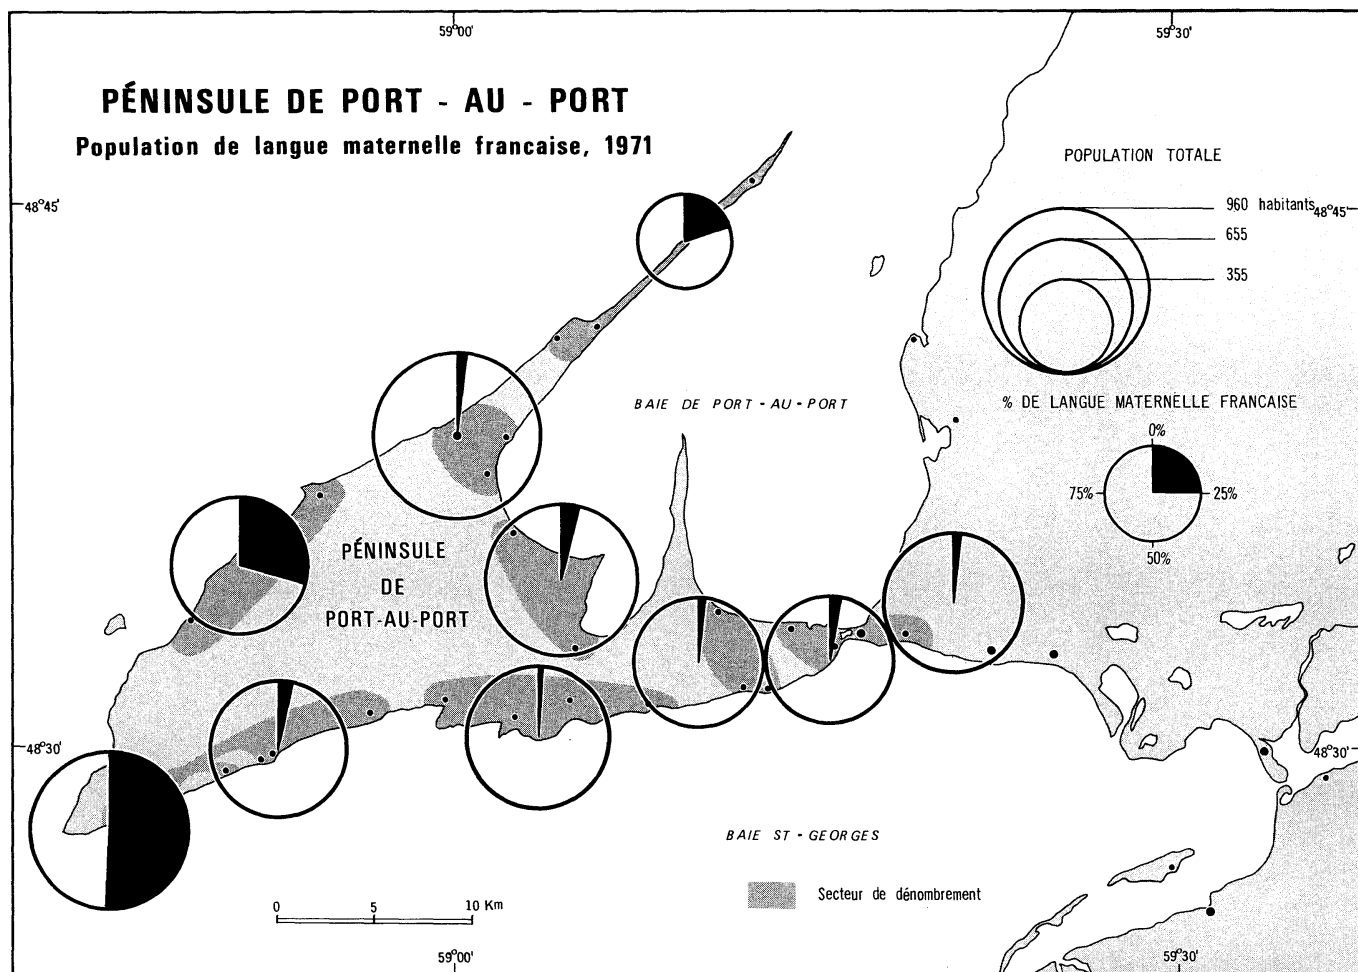 59°00'
59°30'
PÉNINSULE DE PORT - AU - PORT
Population de langue maternelle francaise, 1971
POPULATION TOTALE
48°45'
960 habitants
48°45'
655
355
BAIE DE PORT - AU - PORT
% DE LANGUE MATERNELLE FRANCAISE
0%
75%
25%
50%
PÉNINSULE
DE
PORT-AU-PORT
48°30'
48°30'
BAIE ST - GEORGES
Secteur de dénombrement
0 5 10 Km
59°00'
59°30'